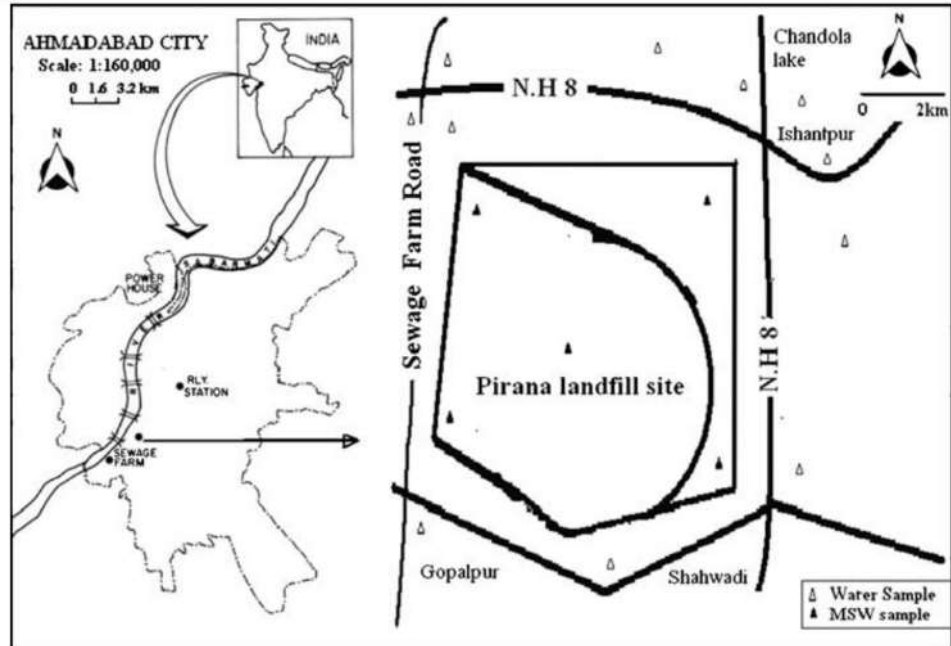 AHMADABAD CITY
Scale: 1:160,000
0 1.6 3.2 km
N
INDIA
POWER
HOUSE
RIVER SABARMATI
RLY.
STATION
SEWAGE
FARM
Chandola
lake
N
N.H 8
0 2km
Ishantpur
Sewage Farm Road
N.H 8
Pirana landfill site
Gopalpur
Shahwadi
Water Sample
MSW sample